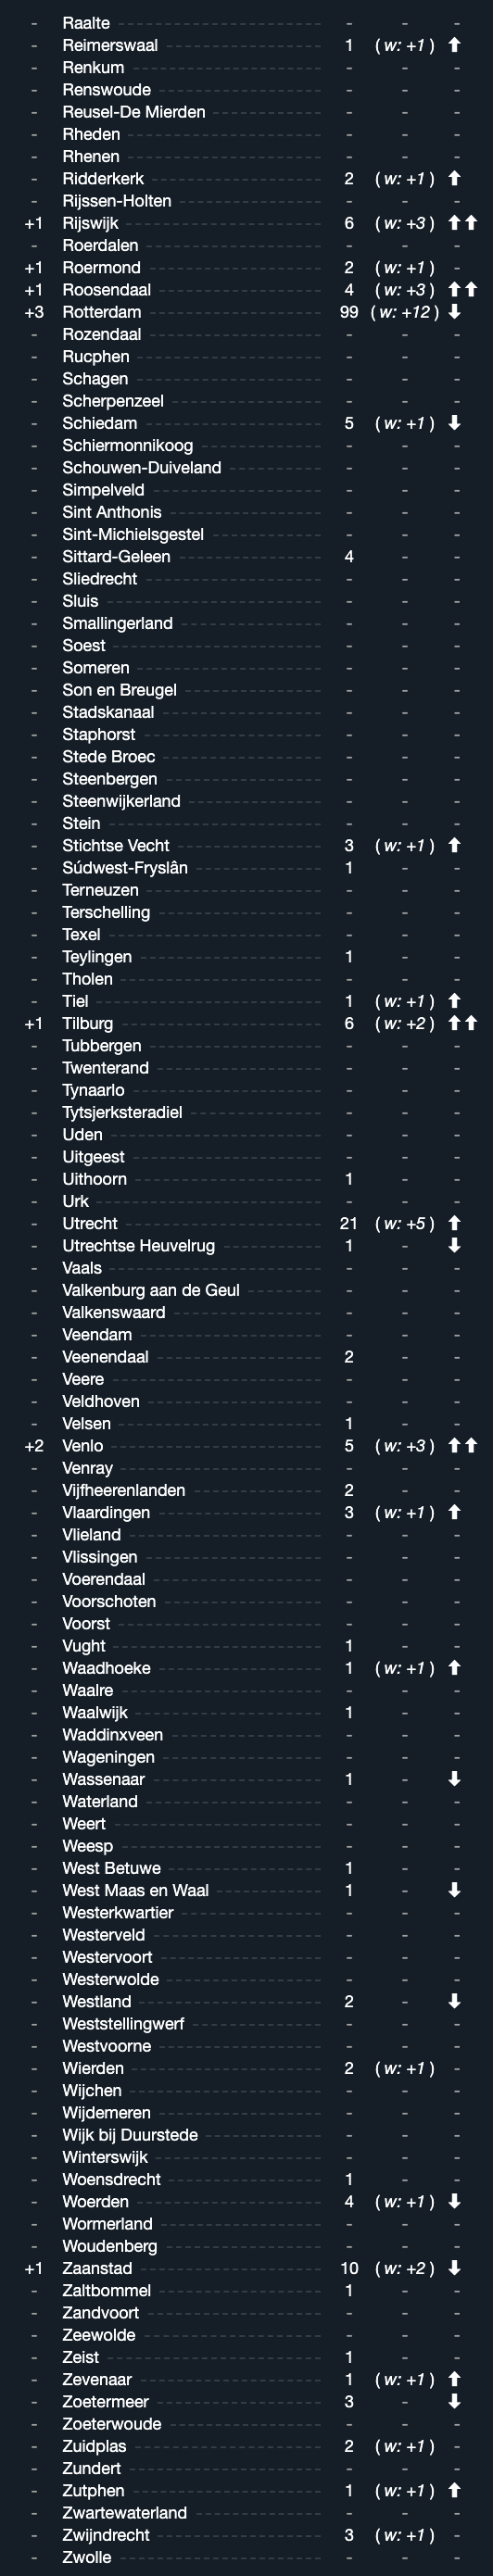 - Raalte - - -
- Reimerswaal 1 ( w: +1 ) ⬆
- Renkum - - -
- Renswoude - - -
- Reusel-De Mierden - - -
- Rheden - - -
- Rhenen - - -
- Ridderkerk 2 ( w: +1 ) ⬆
- Rijssen-Holten - - -
+1 Rijswijk 6 ( w: +3 ) ⬆⬆
- Roerdalen - - -
+1 Roermond 2 ( w: +1 ) -
+1 Roosendaal 4 ( w: +3 ) ⬆⬆
+3 Rotterdam 99 ( w: +12 ) ⬇
- Rozendaal - - -
- Rucphen - - -
- Schagen - - -
- Scherpenzeel - - -
- Schiedam 5 ( w: +1 ) ⬇
- Schiermonnikoog - - -
- Schouwen-Duiveland - - -
- Simpelveld - - -
- Sint Anthonis - - -
- Sint-Michielsgestel - - -
- Sittard-Geleen 4 - -
- Sliedrecht - - -
- Sluis - - -
- Smallingerland - - -
- Soest - - -
- Someren - - -
- Son en Breugel - - -
- Stadskanaal - - -
- Staphorst - - -
- Stede Broec - - -
- Steenbergen - - -
- Steenwijkerland - - -
- Stein - - -
- Stichtse Vecht 3 ( w: +1 ) ⬆
- Súdwest-Fryslân 1 - -
- Terneuzen - - -
- Terschelling - - -
- Texel - - -
- Teylingen 1 - -
- Tholen - - -
- Tiel 1 ( w: +1 ) ⬆
+1 Tilburg 6 ( w: +2 ) ⬆⬆
- Tubbergen - - -
- Twenterand - - -
- Tynaarlo - - -
- Tytsjerksteradiel - - -
- Uden - - -
- Uitgeest - - -
- Uithoorn 1 - -
- Urk - - -
- Utrecht 21 ( w: +5 ) ⬆
- Utrechtse Heuvelrug 1 - ⬇
- Vaals - - -
- Valkenburg aan de Geul - - -
- Valkenswaard - - -
- Veendam - - -
- Veenendaal 2 - -
- Veere - - -
- Veldhoven - - -
- Velsen 1 - -
+2 Venlo 5 ( w: +3 ) ⬆⬆
- Venray - - -
- Vijfheerenlanden 2 - -
- Vlaardingen 3 ( w: +1 ) ⬆
- Vlieland - - -
- Vlissingen - - -
- Voerendaal - - -
- Voorschoten - - -
- Voorst - - -
- Vught 1 - -
- Waadhoeke 1 ( w: +1 ) ⬆
- Waalre - - -
- Waalwijk 1 - -
- Waddinxveen - - -
- Wageningen - - -
- Wassenaar 1 - ⬇
- Waterland - - -
- Weert - - -
- Weesp - - -
- West Betuwe 1 - -
- West Maas en Waal 1 - ⬇
- Westerkwartier - - -
- Westerveld - - -
- Westervoort - - -
- Westerwolde - - -
- Westland 2 - ⬇
- Weststellingwerf - - -
- Westvoorne - - -
- Wierden 2 ( w: +1 ) -
- Wijchen - - -
- Wijdemeren - - -
- Wijk bij Duurstede - - -
- Winterswijk - - -
- Woensdrecht 1 - -
- Woerden 4 ( w: +1 ) ⬇
- Wormerland - - -
- Woudenberg - - -
+1 Zaanstad 10 ( w: +2 ) ⬇
- Zaltbommel 1 - -
- Zandvoort - - -
- Zeewolde - - -
- Zeist 1 - -
- Zevenaar 1 ( w: +1 ) ⬆
- Zoetermeer 3 - ⬇
- Zoeterwoude - - -
- Zuidplas 2 ( w: +1 ) -
- Zundert - - -
- Zutphen 1 ( w: +1 ) ⬆
- Zwartewaterland - - -
- Zwijndrecht 3 ( w: +1 ) -
- Zwolle - - -